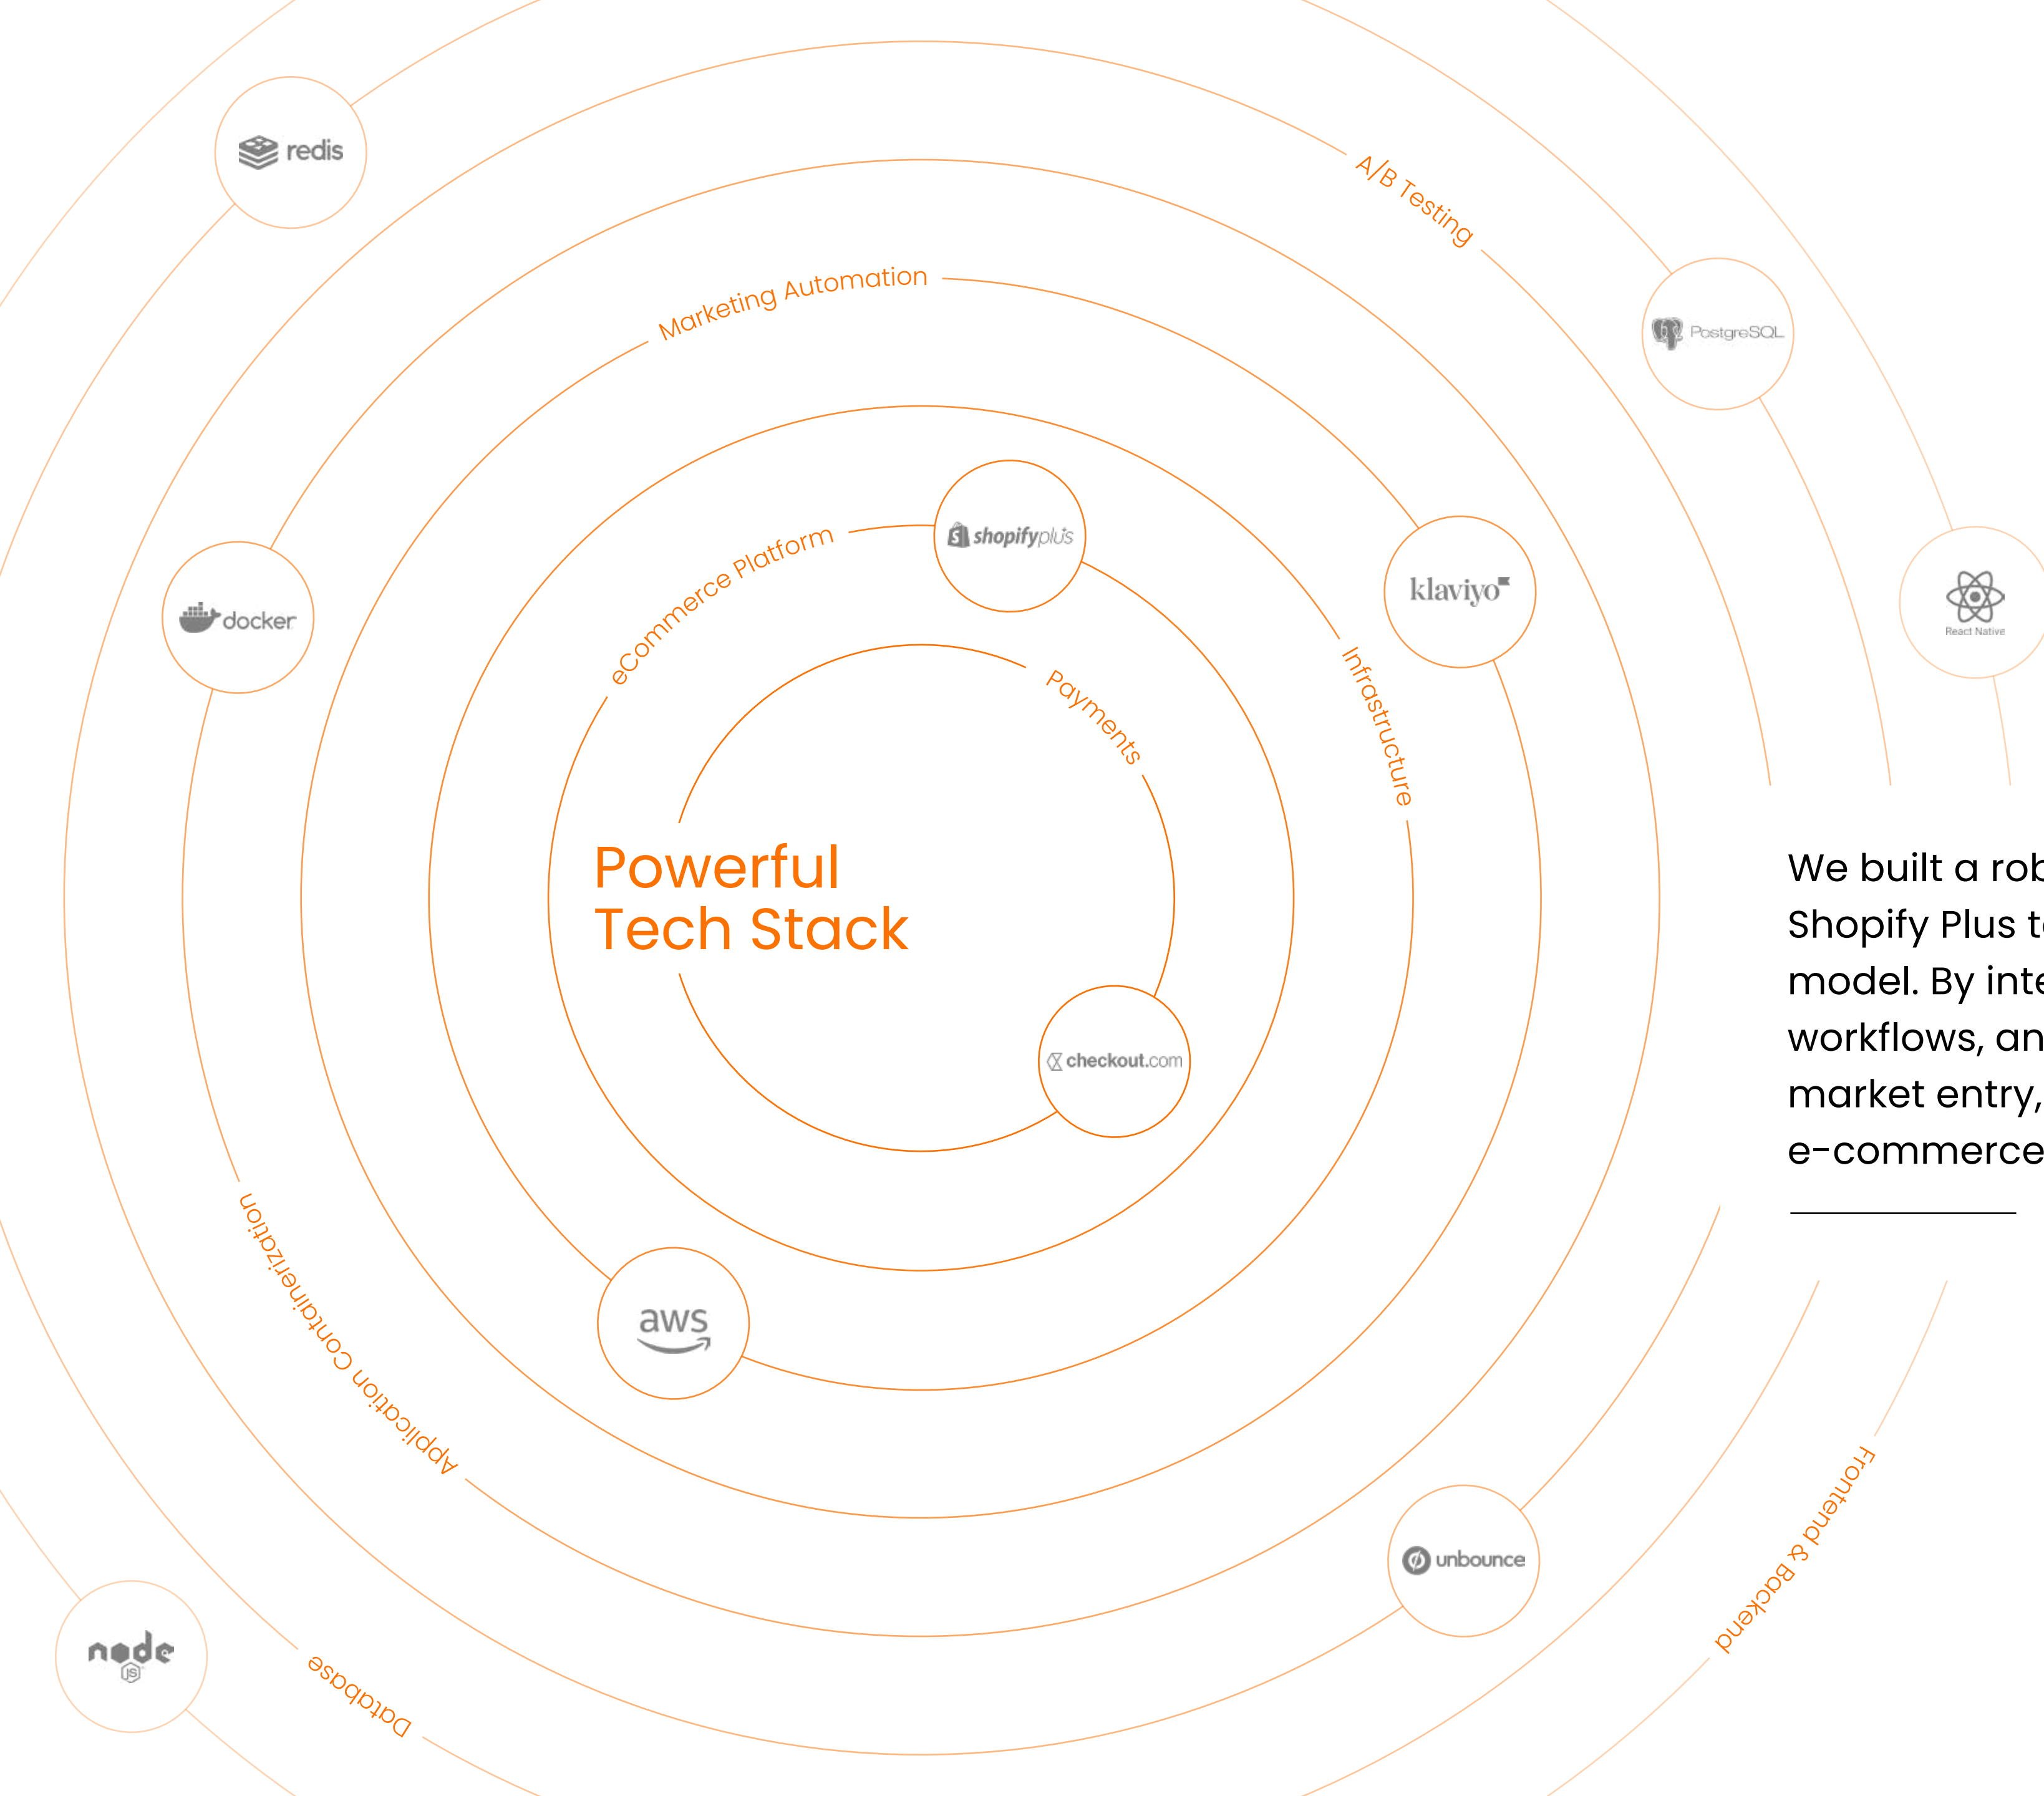 redis
A/B Testing
Marketing Automation
PostgreSQL
shopifyplus
eCommerce Platform
klaviyo
React Native
docker
Infrastructure
Payments
Powerful
Tech Stack
We built a rob
Shopify Plus t
model. By inte
workflows, an
market entry,
e-commerce
checkout.com
Application Containerization
aws
Frontend & Backend
unbounce
node
JS
Database